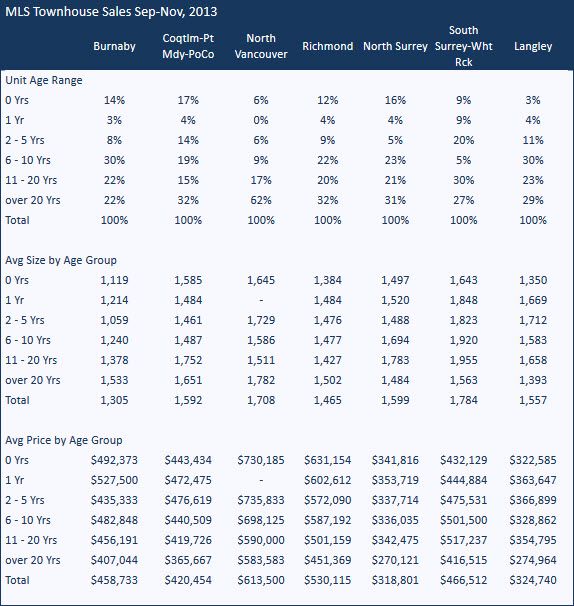 MLS Townhouse Sales Sep-Nov, 2013
Burnaby Coqtlm-Pt Mdy-PoCo North Vancouver Richmond North Surrey South Surrey-Wht Rck Langley
Unit Age Range
0 Yrs 14% 17% 6% 12% 16% 9% 3%
1 Yr 3% 4% 0% 4% 4% 9% 4%
2 - 5 Yrs 8% 14% 6% 9% 5% 20% 11%
6 - 10 Yrs 30% 19% 9% 22% 23% 5% 30%
11 - 20 Yrs 22% 15% 17% 20% 21% 30% 23%
over 20 Yrs 22% 32% 62% 32% 31% 27% 29%
Total 100% 100% 100% 100% 100% 100% 100%
Avg Size by Age Group
0 Yrs 1,119 1,585 1,645 1,384 1,497 1,643 1,350
1 Yr 1,214 1,484 - 1,484 1,520 1,848 1,669
2 - 5 Yrs 1,059 1,461 1,729 1,476 1,488 1,823 1,712
6 - 10 Yrs 1,240 1,487 1,586 1,477 1,694 1,920 1,583
11 - 20 Yrs 1,378 1,752 1,511 1,427 1,783 1,955 1,658
over 20 Yrs 1,533 1,651 1,782 1,502 1,484 1,563 1,393
Total 1,305 1,592 1,708 1,465 1,599 1,784 1,557
Avg Price by Age Group
0 Yrs $492,373 $443,434 $730,185 $631,154 $341,816 $432,129 $322,585
1 Yr $527,500 $472,475 - $602,612 $353,719 $444,884 $363,647
2 - 5 Yrs $435,333 $476,619 $735,833 $572,090 $337,714 $475,531 $366,899
6 - 10 Yrs $482,848 $440,509 $698,125 $587,192 $336,035 $501,500 $328,862
11 - 20 Yrs $456,191 $419,726 $590,000 $501,159 $342,475 $517,237 $354,795
over 20 Yrs $407,044 $365,667 $583,583 $451,369 $270,121 $416,515 $274,964
Total $458,733 $420,454 $613,500 $530,115 $318,801 $466,512 $324,740